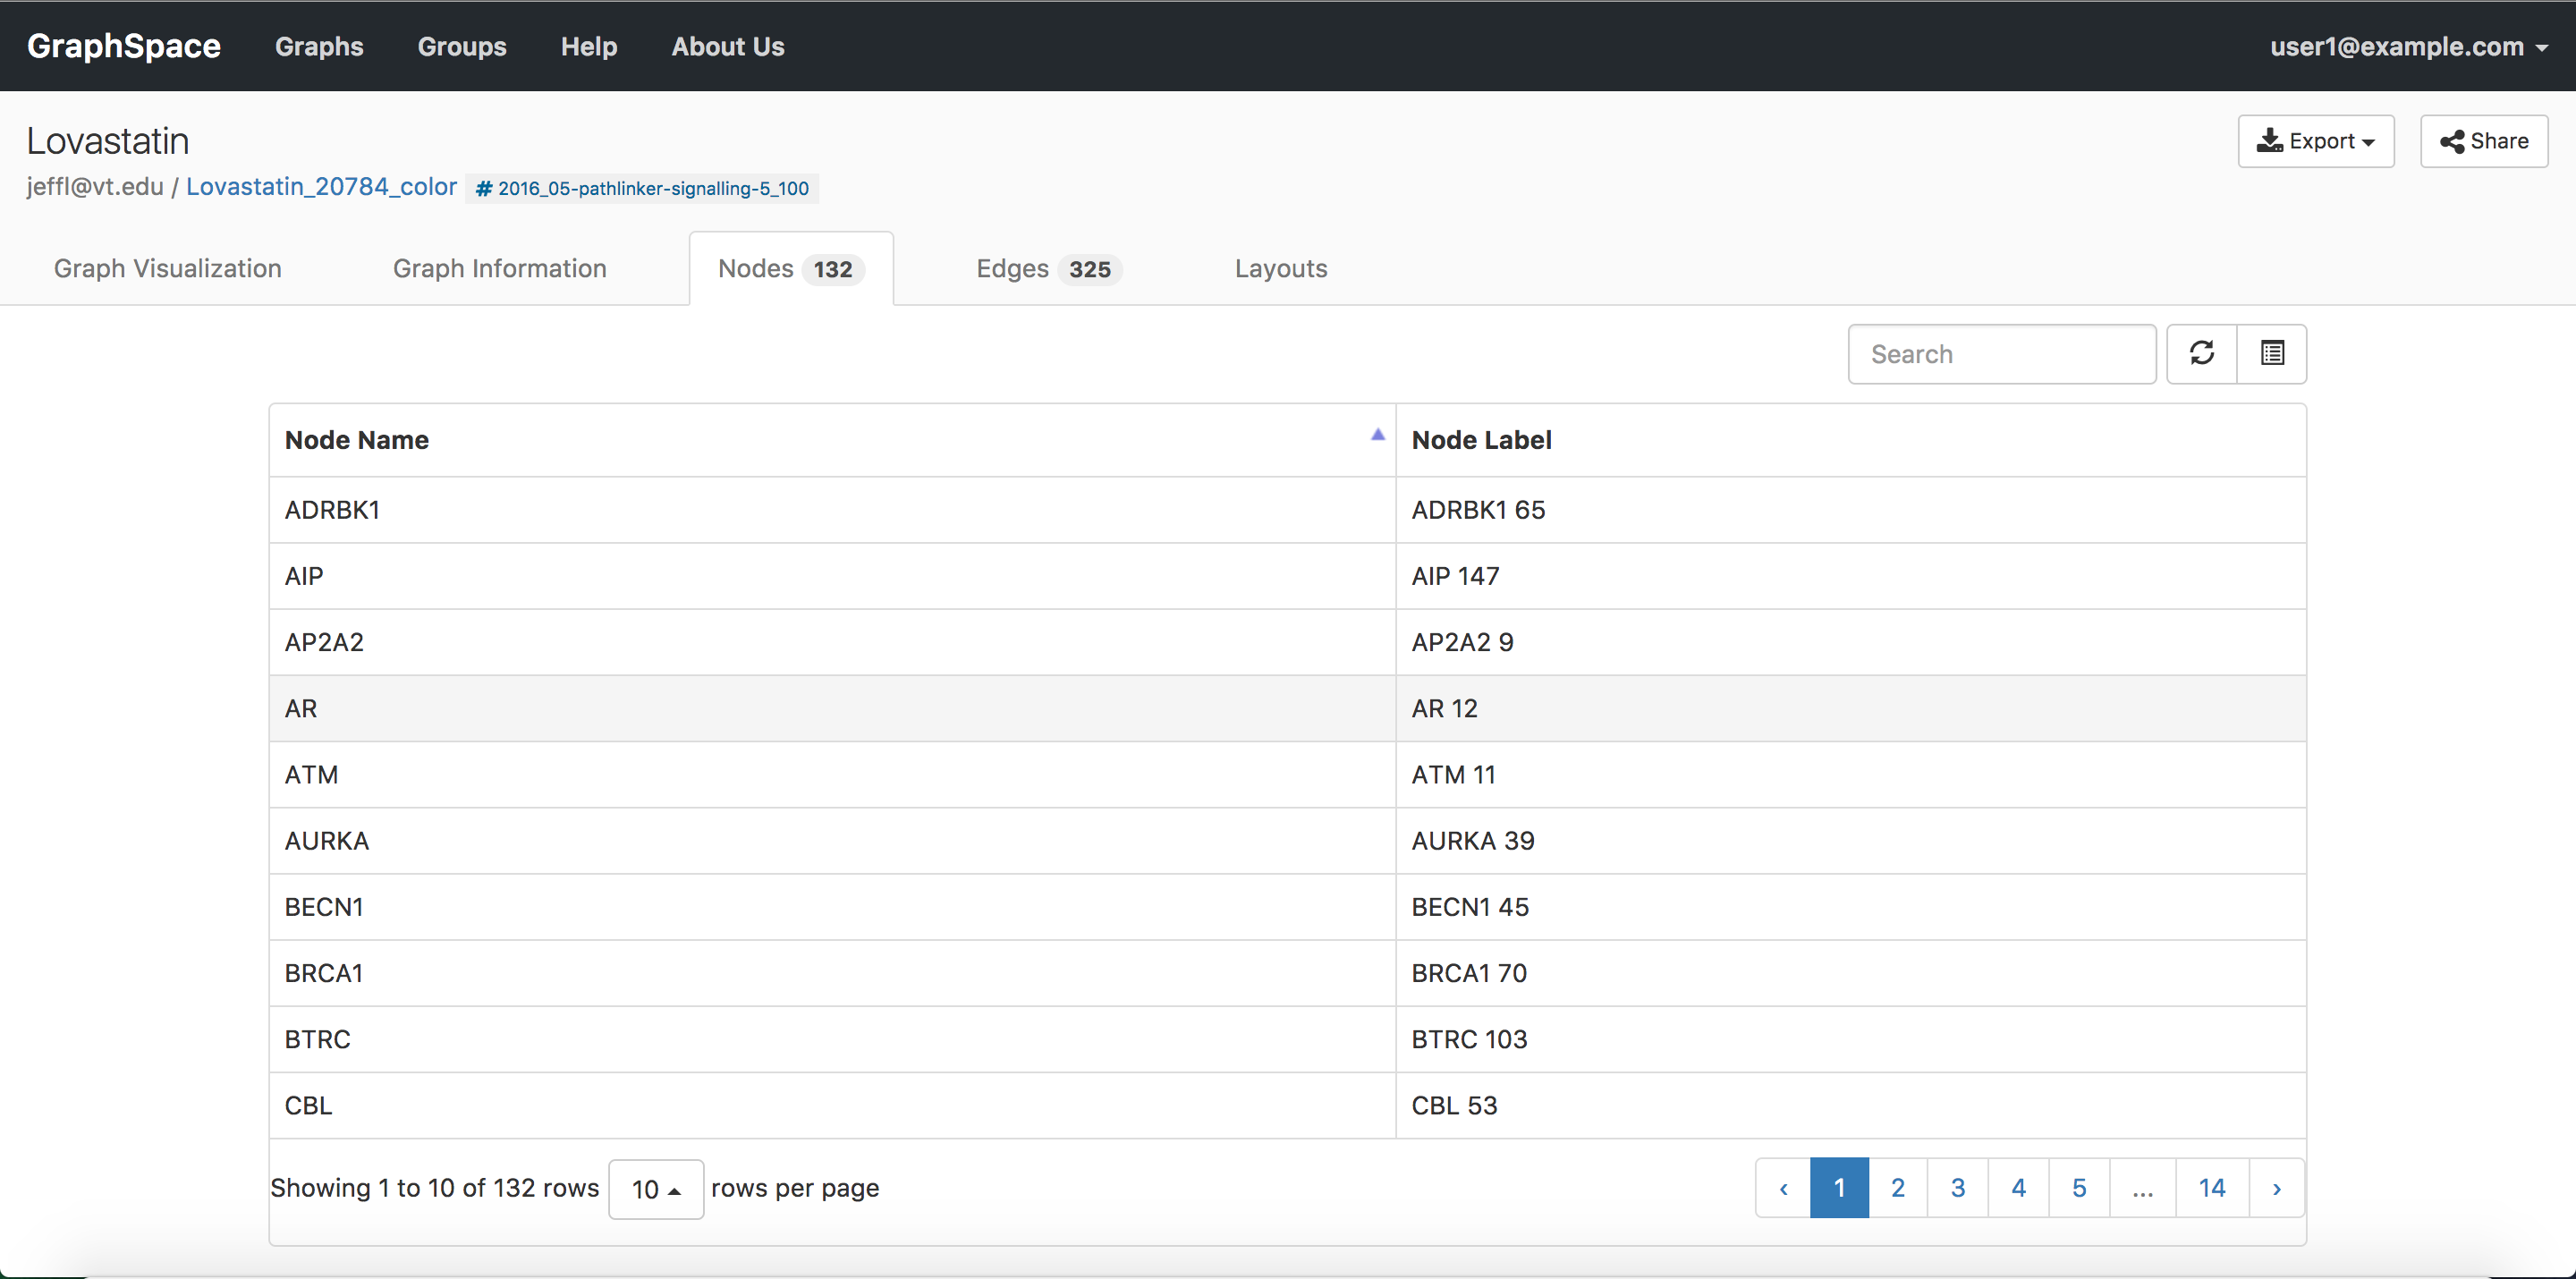 GraphSpace Graphs Groups Help About Us user1@example.com
Lovastatin Export Share
jeffl@vt.edu / Lovastatin_20784_color # 2016_05-pathlinker-signalling-5_100
Graph Visualization Graph Information Nodes 132 Edges 325 Layouts
Search
Node Name Node Label
ADRBK1 ADRBK1 65
AIP AIP 147
AP2A2 AP2A2 9
AR AR 12
ATM ATM 11
AURKA AURKA 39
BECN1 BECN1 45
BRCA1 BRCA1 70
BTRC BTRC 103
CBL CBL 53
Showing 1 to 10 of 132 rows 10 rows per page ‹ 1 2 3 4 5 ... 14 ›